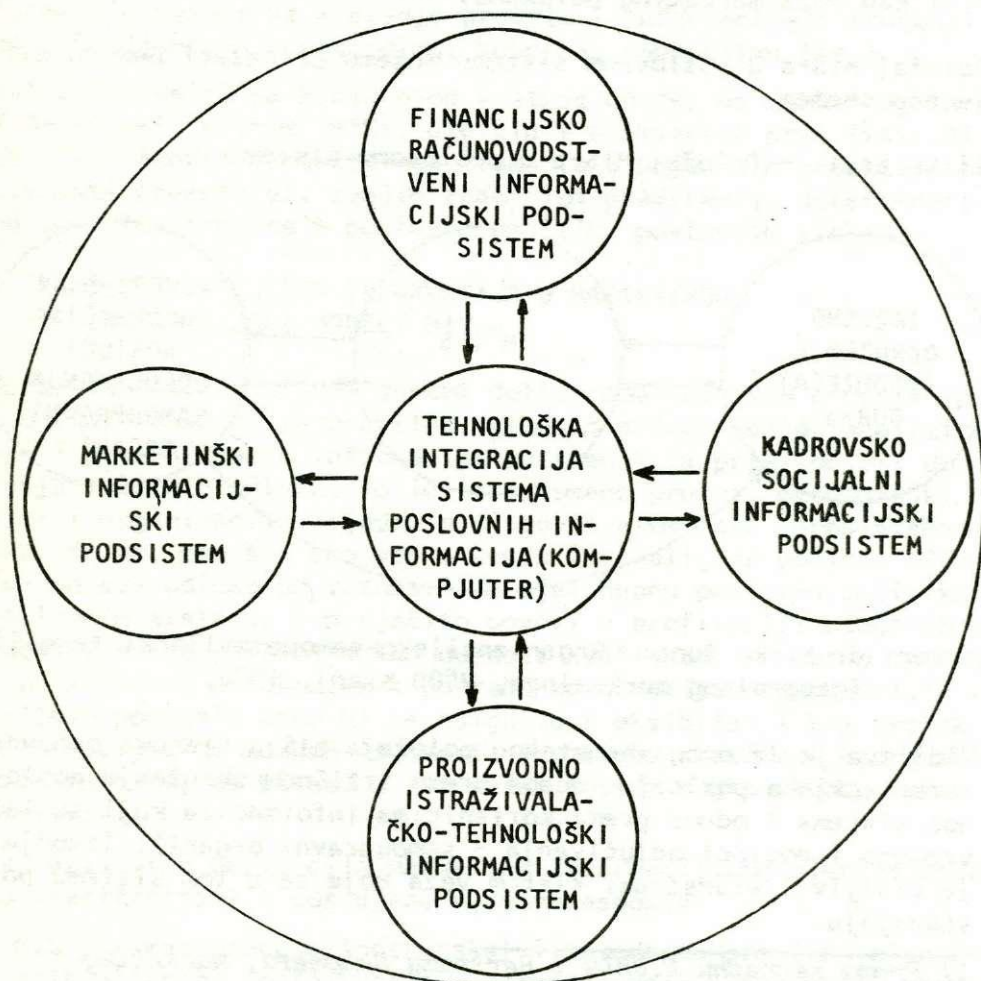 FINANCIJSKO
RAČUNOVODST-
VENI INFORMA-
CIJSKI POD-
SISTEM
MARKETINŠKI
INFORMACIJ-
SKI
PODSISTEM
TEHNOLOŠKA
INTEGRACIJA
SISTEMA
POSLOVNIH IN-
FORMACIJA(KOM-
PJUTER)
KADROVSKO
SOCIJALNI
INFORMACIJSKI
PODSISTEM
PROIZVODNO
ISTRAŽIVALA-
ČKO-TEHNOLOŠKI
INFORMACIJSKI
PODSISTEM